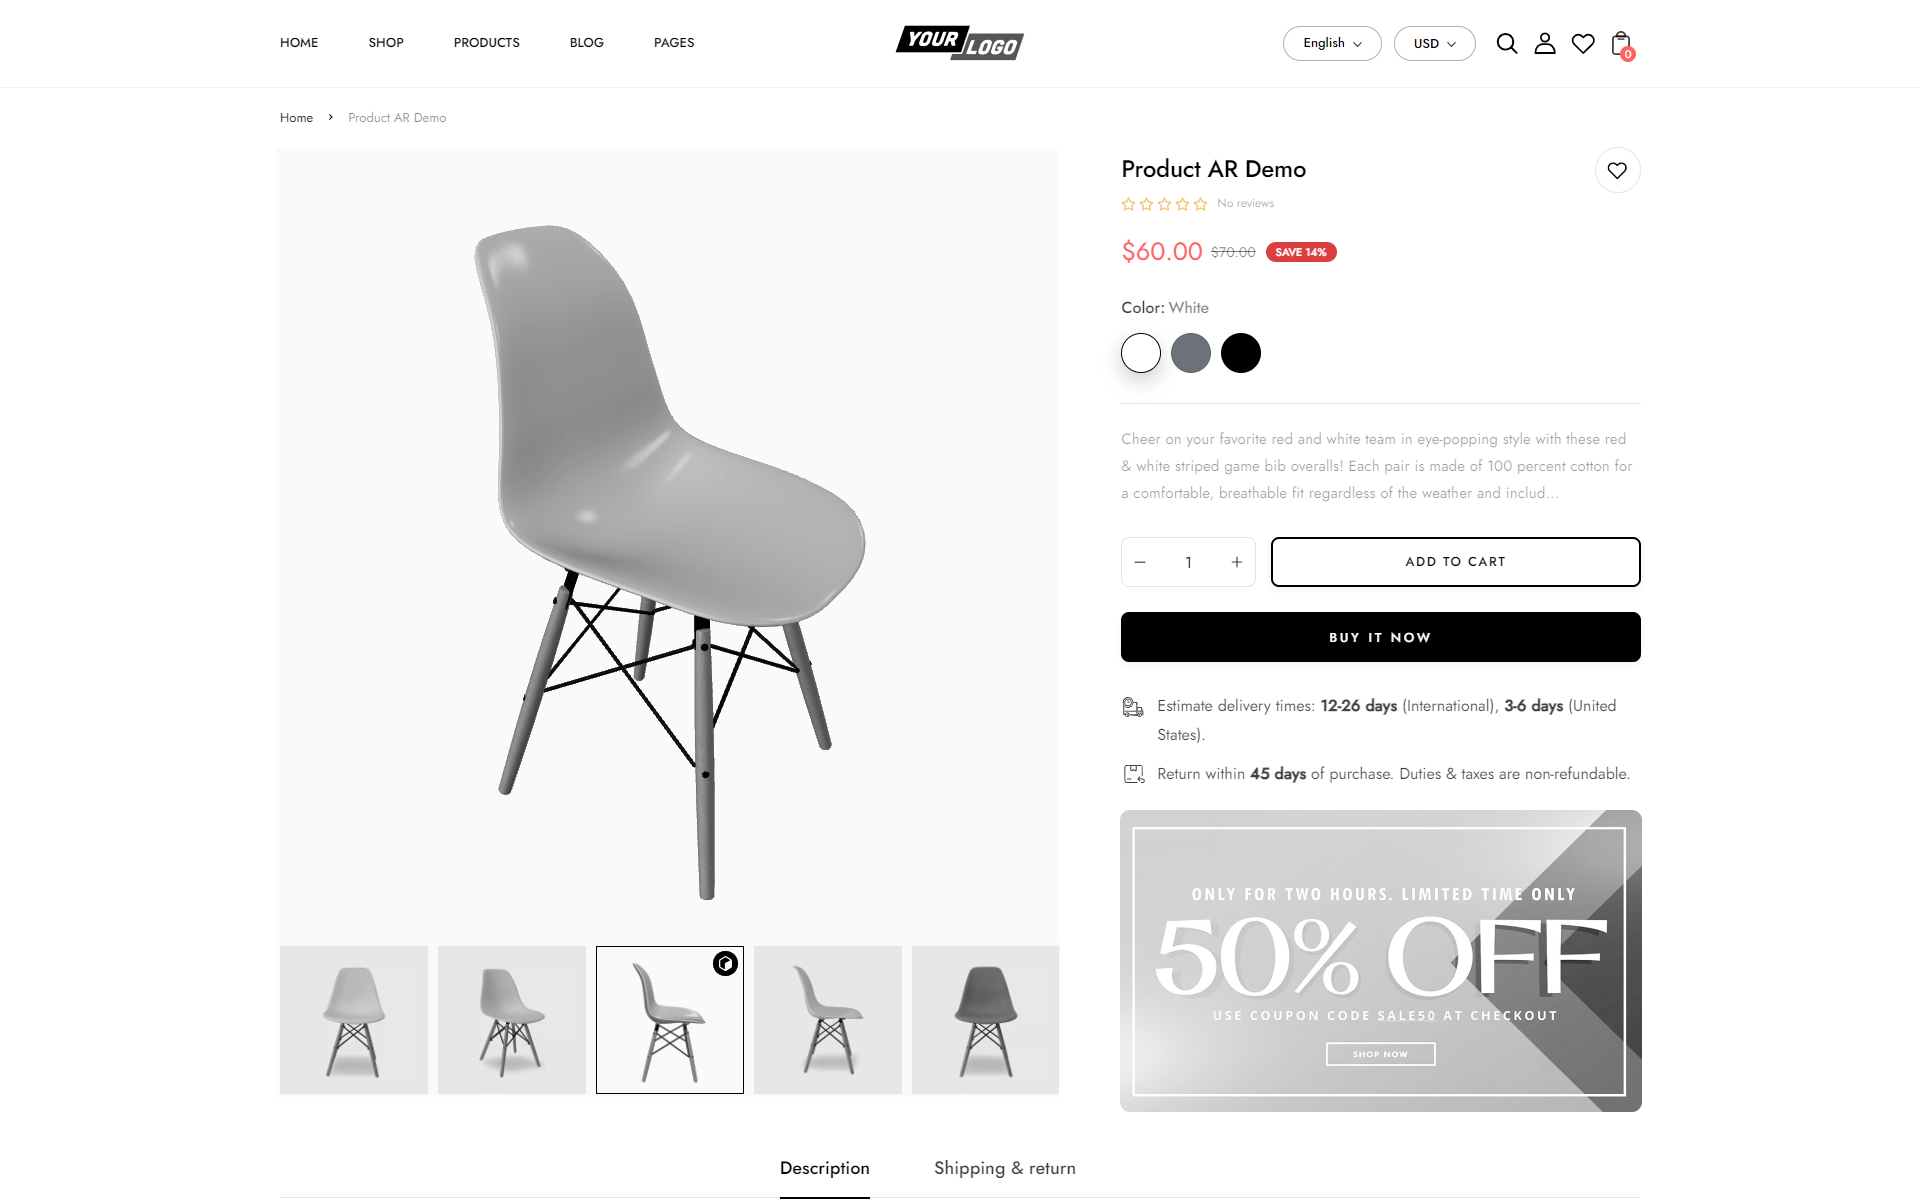 HOME SHOP PRODUCTS BLOG PAGES
YOUR LOGO
English USD
0
Home Product AR Demo
Product AR Demo
No reviews
$60.00 $70.00 SAVE 14%
Color: White
Cheer on your favorite red and white team in eye-popping style with these red
& white striped game bib overalls! Each pair is made of 100 percent cotton for
a comfortable, breathable fit regardless of the weather and includ...
− 1 + ADD TO CART
BUY IT NOW
Estimate delivery times: 12-26 days (International), 3-6 days (United
States).
Return within 45 days of purchase. Duties & taxes are non-refundable.
ONLY FOR TWO HOURS. LIMITED TIME ONLY
50% OFF
USE COUPON CODE SALE50 AT CHECKOUT
SHOP NOW
Description Shipping & return